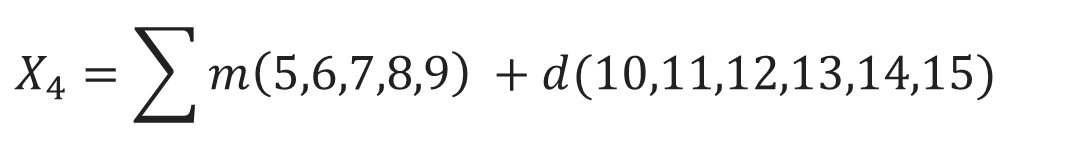 X₄ = ∑ m(5,6,7,8,9) + d(10,11,12,13,14,15)